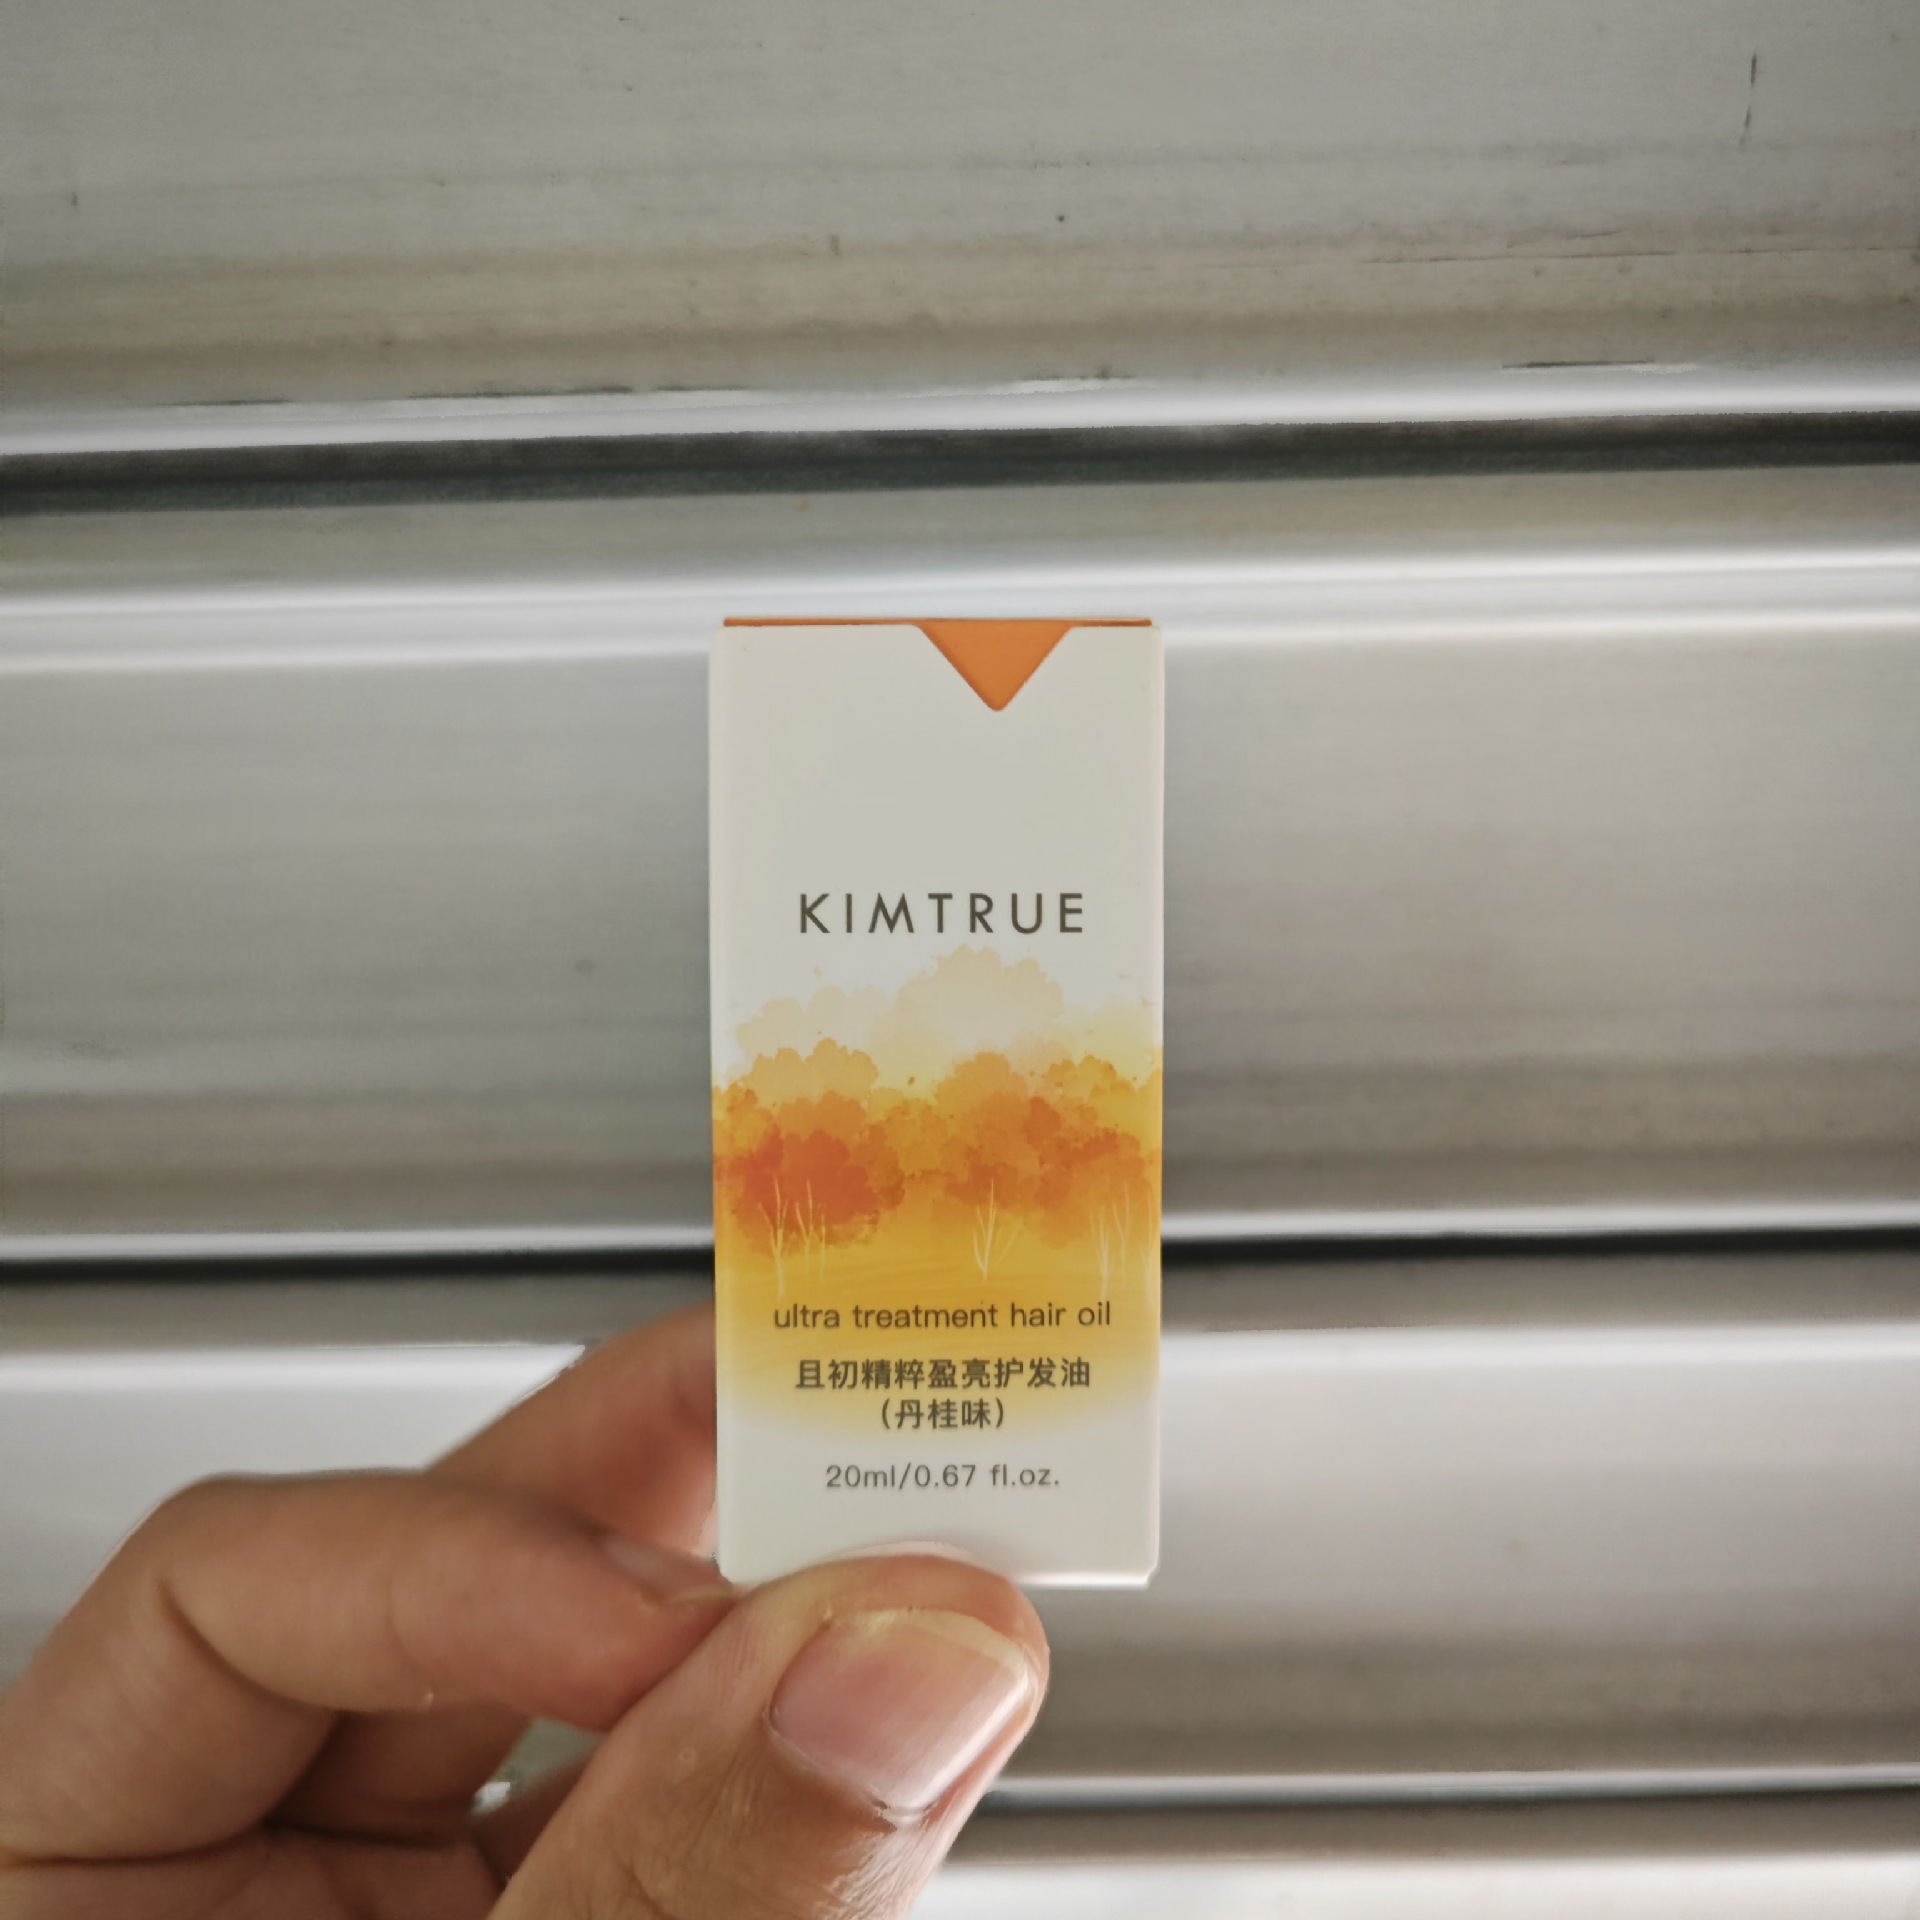 KIMTRUE
ultra treatment hair oil
且初精粹盈亮护发油
（丹桂味）
20ml/0.67 fl.oz.